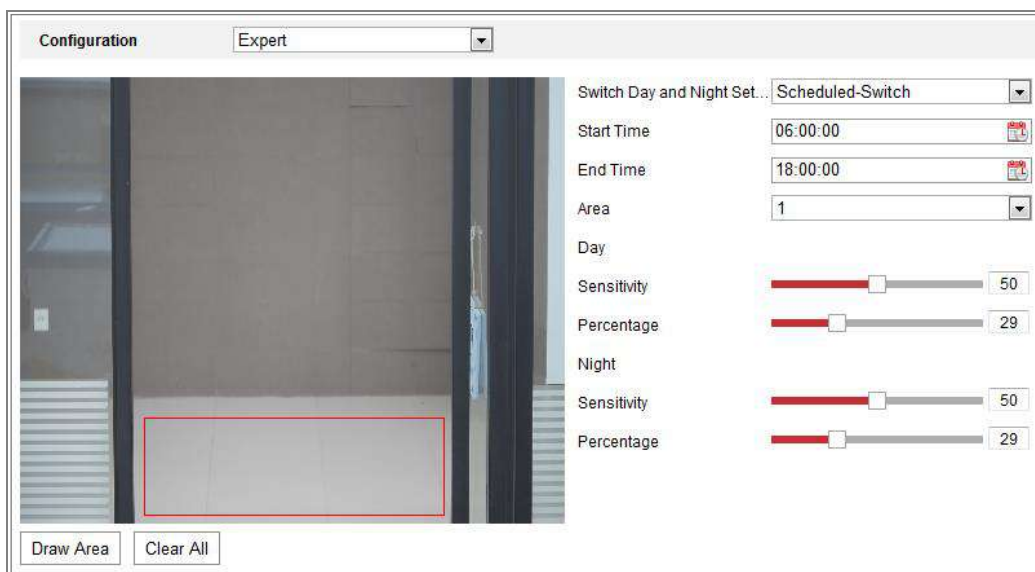 Configuration Expert
Switch Day and Night Set... Scheduled-Switch
Start Time 06:00:00
End Time 18:00:00
Area 1
Day
Sensitivity 50
Percentage 29
Night
Sensitivity 50
Percentage 29
Draw Area Clear All